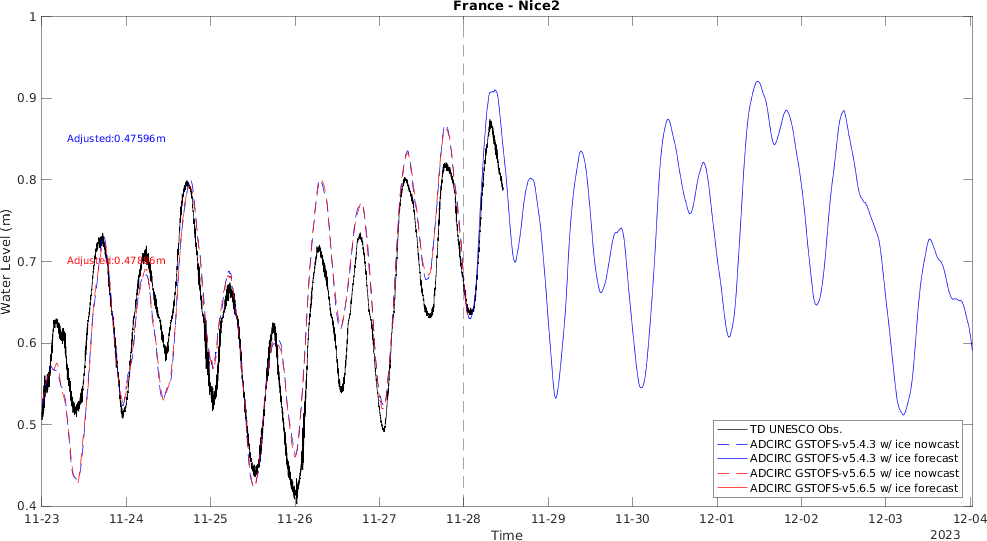 France - Nice2
1
0.9
0.8
0.7
0.6
0.5
0.4
Water Level (m)
Adjusted:0.47596m
TD UNESCO Obs.
ADCIRC GSTOFS-v5.4.3 w/ ice nowcast
ADCIRC GSTOFS-v5.4.3 w/ ice forecast
ADCIRC GSTOFS-v5.6.5 w/ ice nowcast
ADCIRC GSTOFS-v5.6.5 w/ ice forecast
11-23 11-24 11-25 11-26 11-27 11-28 11-29 11-30 12-01 12-02 12-03 12-04
Time
2023